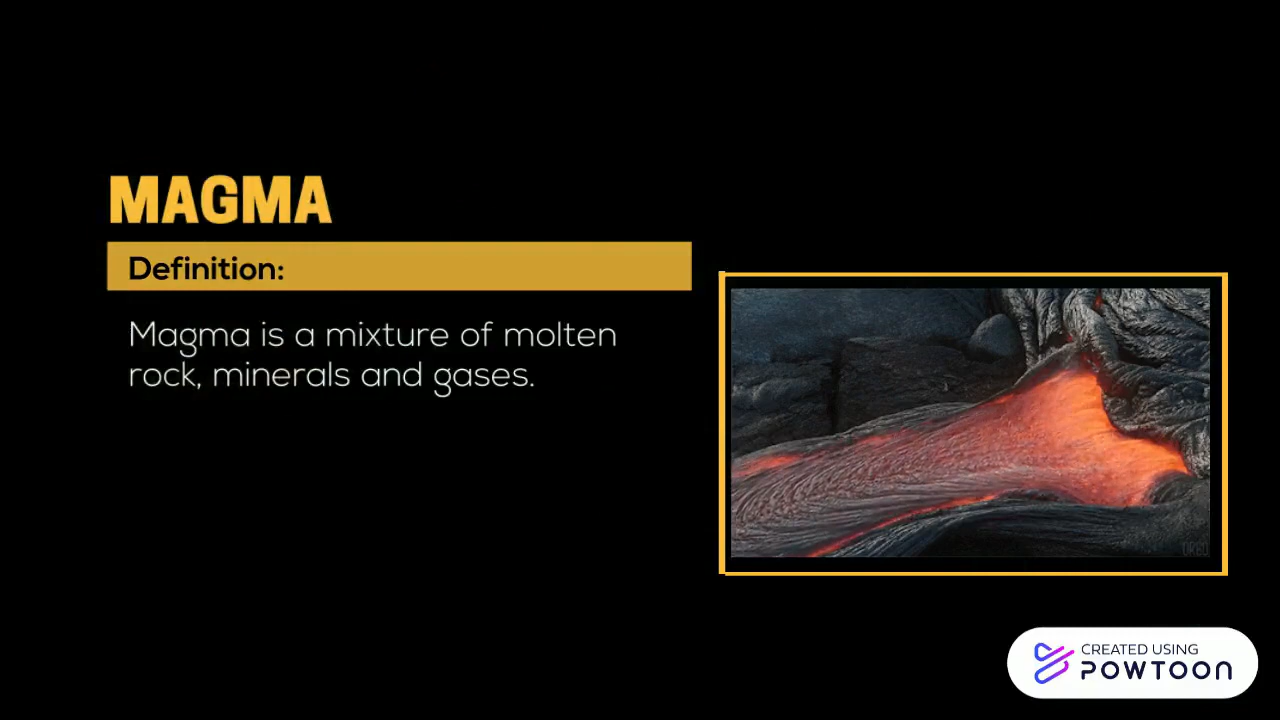 MAGMA
Definition:
Magma is a mixture of molten
rock, minerals and gases.
CREATED USING
POWTOON